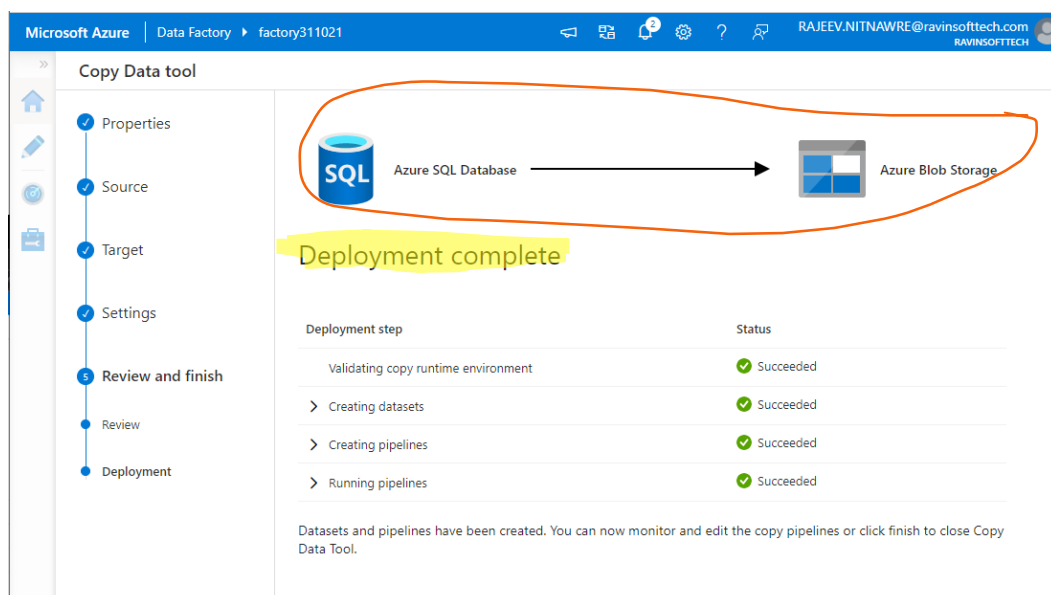 Microsoft Azure Data Factory factory311021 2 ? RAJEEV.NITNAWRE@ravinsofttech.com
RAVINSOFTTECH
Copy Data tool
Properties
Source
Target
Settings
5 Review and finish
Review
Deployment
SQL Azure SQL Database Azure Blob Storage
Deployment complete
Deployment step Status
Validating copy runtime environment Succeeded
Creating datasets Succeeded
Creating pipelines Succeeded
Running pipelines Succeeded
Datasets and pipelines have been created. You can now monitor and edit the copy pipelines or click finish to close Copy
Data Tool.